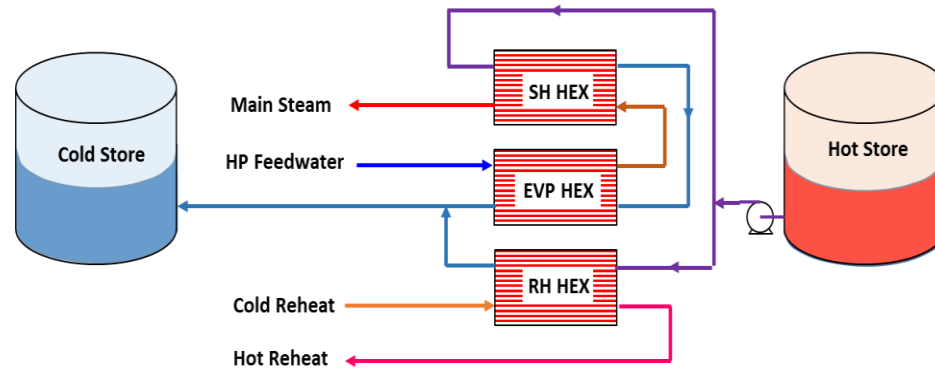 SH HEX
Main Steam
Cold Store
Hot Store
HP Feedwater
EVP HEX
RH HEX
Cold Reheat
Hot Reheat